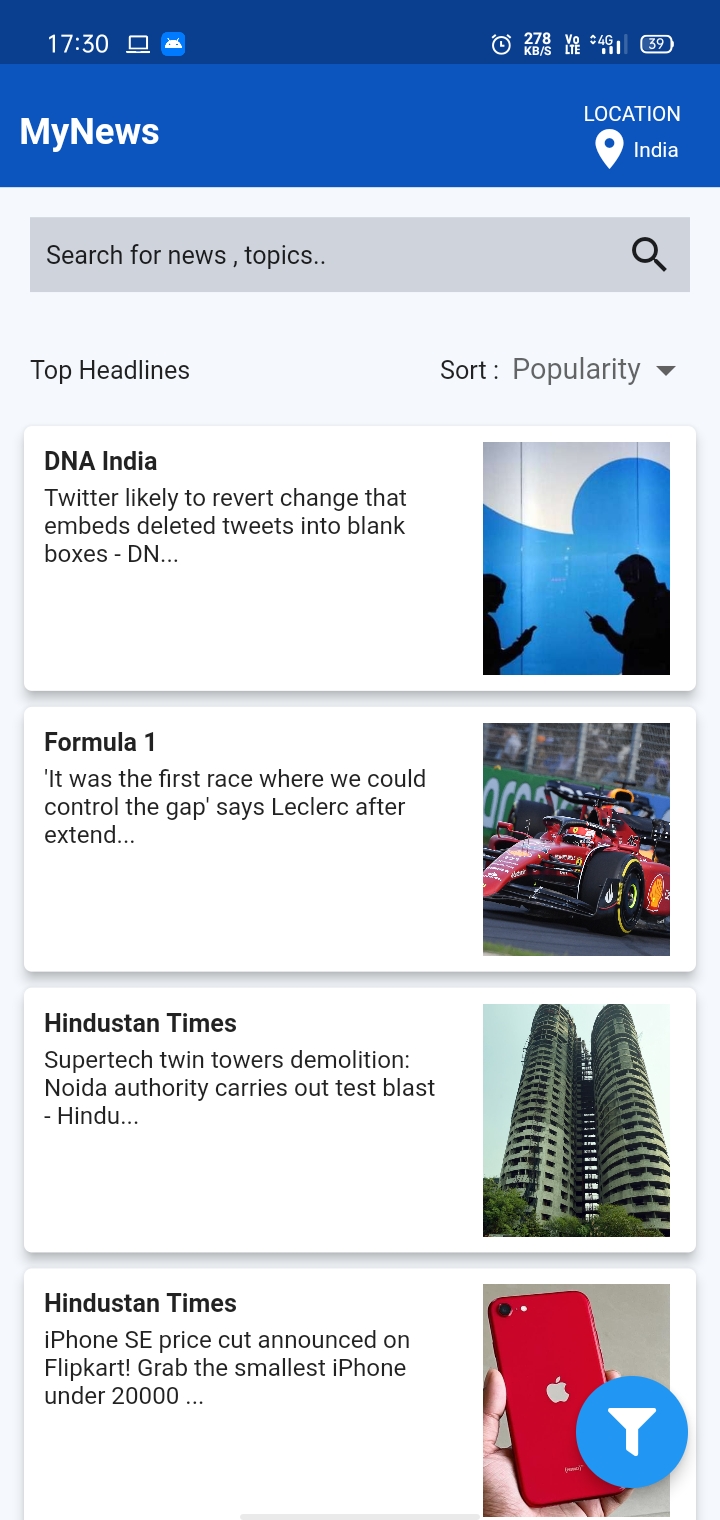 17:30 278 KB/S Vo LTE 4G 39
MyNews
LOCATION
India
Search for news , topics..
Top Headlines Sort : Popularity
DNA India
Twitter likely to revert change that
embeds deleted tweets into blank
boxes - DN...
Formula 1
'It was the first race where we could
control the gap' says Leclerc after
extend...
Hindustan Times
Supertech twin towers demolition:
Noida authority carries out test blast
- Hindu...
Hindustan Times
iPhone SE price cut announced on
Flipkart! Grab the smallest iPhone
under 20000 ...